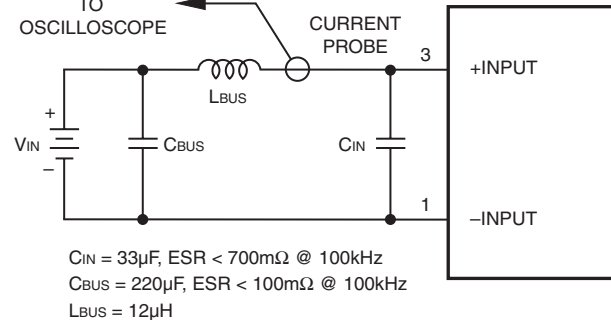 TO
OSCILLOSCOPE
CURRENT
PROBE
LBUS
3
+INPUT
+
VIN
–
CBUS
CIN
1
–INPUT
CIN = 33µF, ESR < 700mΩ @ 100kHz
CBUS = 220µF, ESR < 100mΩ @ 100kHz
LBUS = 12µH